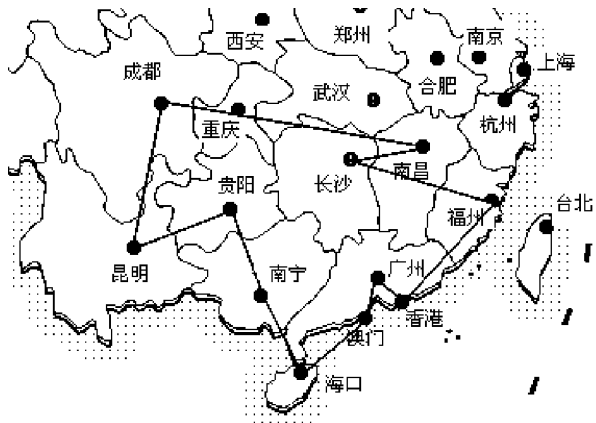 西安
郑州
南京
成都
武汉
合肥
上海
重庆
杭州
贵阳
长沙
南昌
福州
台北
昆明
南宁
广州
香港
澳门
海口